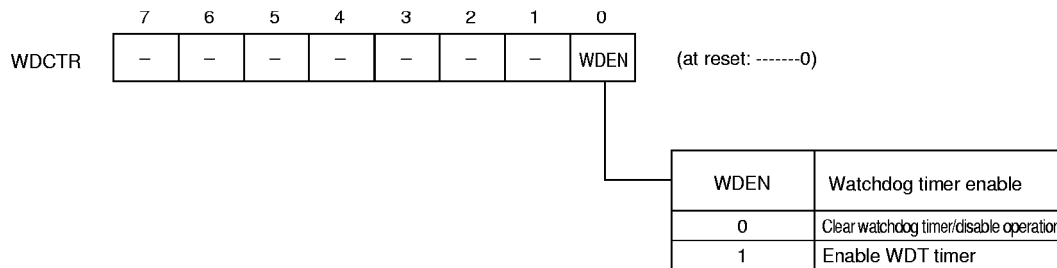 7 6 5 4 3 2 1 0
WDCTR – – – – – – – WDEN (at reset: -------0)
WDEN Watchdog timer enable
0 Clear watchdog timer/disable operation
1 Enable WDT timer